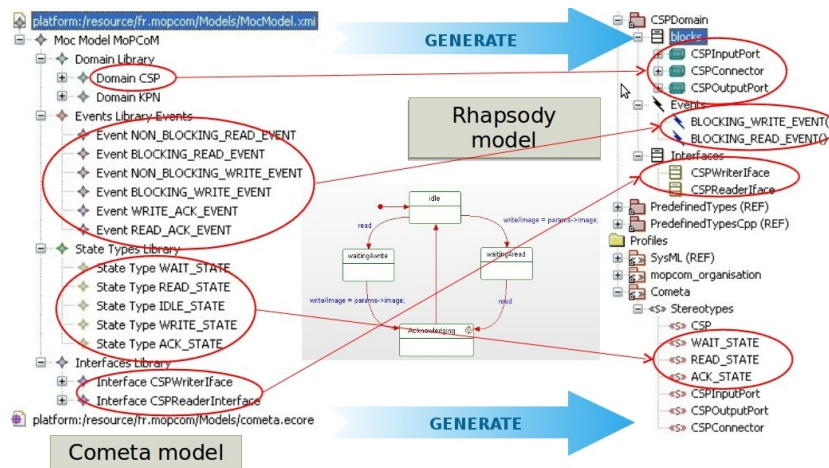 platform:/resource/fr.mopcom/Models/MocModel.xmi
Moc Model MoPCoM
Domain Library
Domain CSP
Domain KPN
Events Library Events
Event NON_BLOCKING_READ_EVENT
Event BLOCKING_READ_EVENT
Event NON_BLOCKING_WRITE_EVENT
Event BLOCKING_WRITE_EVENT
Event WRITE_ACK_EVENT
Event READ_ACK_EVENT
State Types Library
State Type WAIT_STATE
State Type READ_STATE
State Type IDLE_STATE
State Type WRITE_STATE
State Type ACK_STATE
Interfaces Library
Interface CSPWriterIface
Interface CSPReaderInterface
platform:/resource/fr.mopcom/Models/cometa.ecore
Cometa model
GENERATE
Rhapsody
model
idle
read
write/image = params->image;
waiting4write
waiting4read
write/image = params->image;
read
Acknowledging
GENERATE
CSPDomain
blocks
CSPInputPort
CSPConnector
CSPOutputPort
Events
BLOCKING_WRITE_EVENT(
BLOCKING_READ_EVENT()
Interfaces
CSPWriterIface
CSPReaderIface
PredefinedTypes (REF)
PredefinedTypesCpp (REF)
Profiles
SysML (REF)
mopcom_organisation
Cometa
«S» Stereotypes
«S» CSP
«S» WAIT_STATE
«S» READ_STATE
«S» ACK_STATE
«S» CSPInputPort
«S» CSPOutputPort
«S» CSPConnector